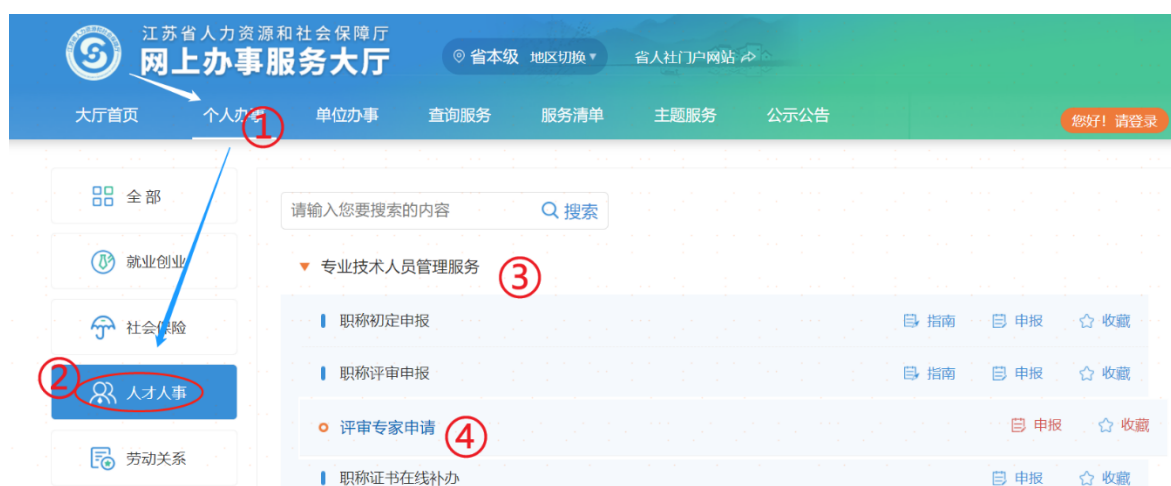 江苏省人力资源和社会保障厅
网上办事服务大厅
省本级 地区切换▼ 省人社门户网站
大厅首页 个人办事 单位办事 查询服务 服务清单 主题服务 公示公告
①
您好！请登录
全部
请输入您要搜索的内容 搜索
就业创业
▼ 专业技术人员管理服务 ③
社会保险
职称初定申报 指南 申报 收藏
② 人才人事
职称评审申报 指南 申报 收藏
评审专家申请 ④ 申报 收藏
劳动关系
职称证书在线补办 申报 收藏